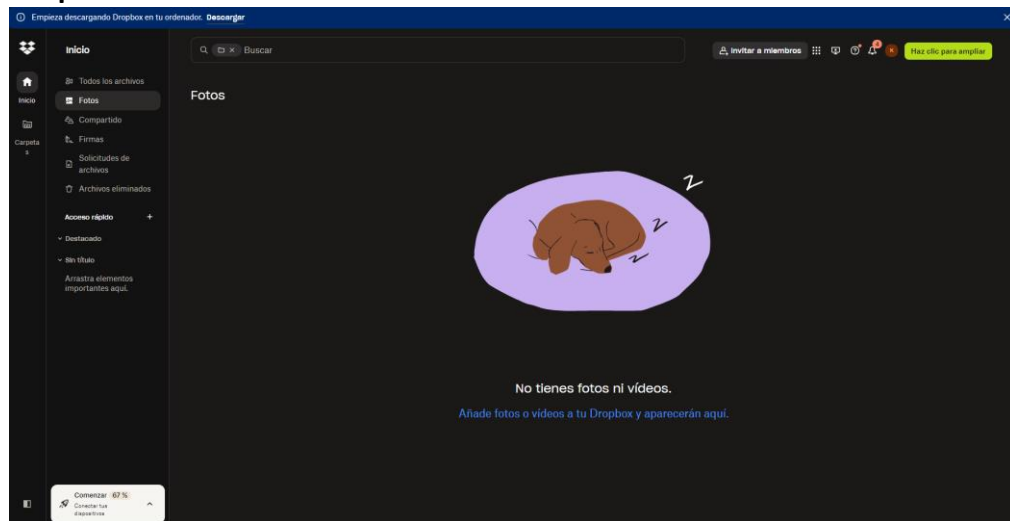 Empieza descargando Dropbox en tu ordenador. Descargar
Inicio
Buscar
Invitar a miembros
4
K
Haz clic para ampliar
Inicio
Carpeta
s
Todos los archivos
Fotos
Compartido
Firmas
Solicitudes de
archivos
Archivos eliminados
Acceso rápido +
Destacado
Sin título
Arrastra elementos
importantes aquí.
Fotos
Z
Z
Z
No tienes fotos ni vídeos.
Añade fotos o vídeos a tu Dropbox y aparecerán aquí.
Comenzar 67 %
Conectar tus
dispositivos